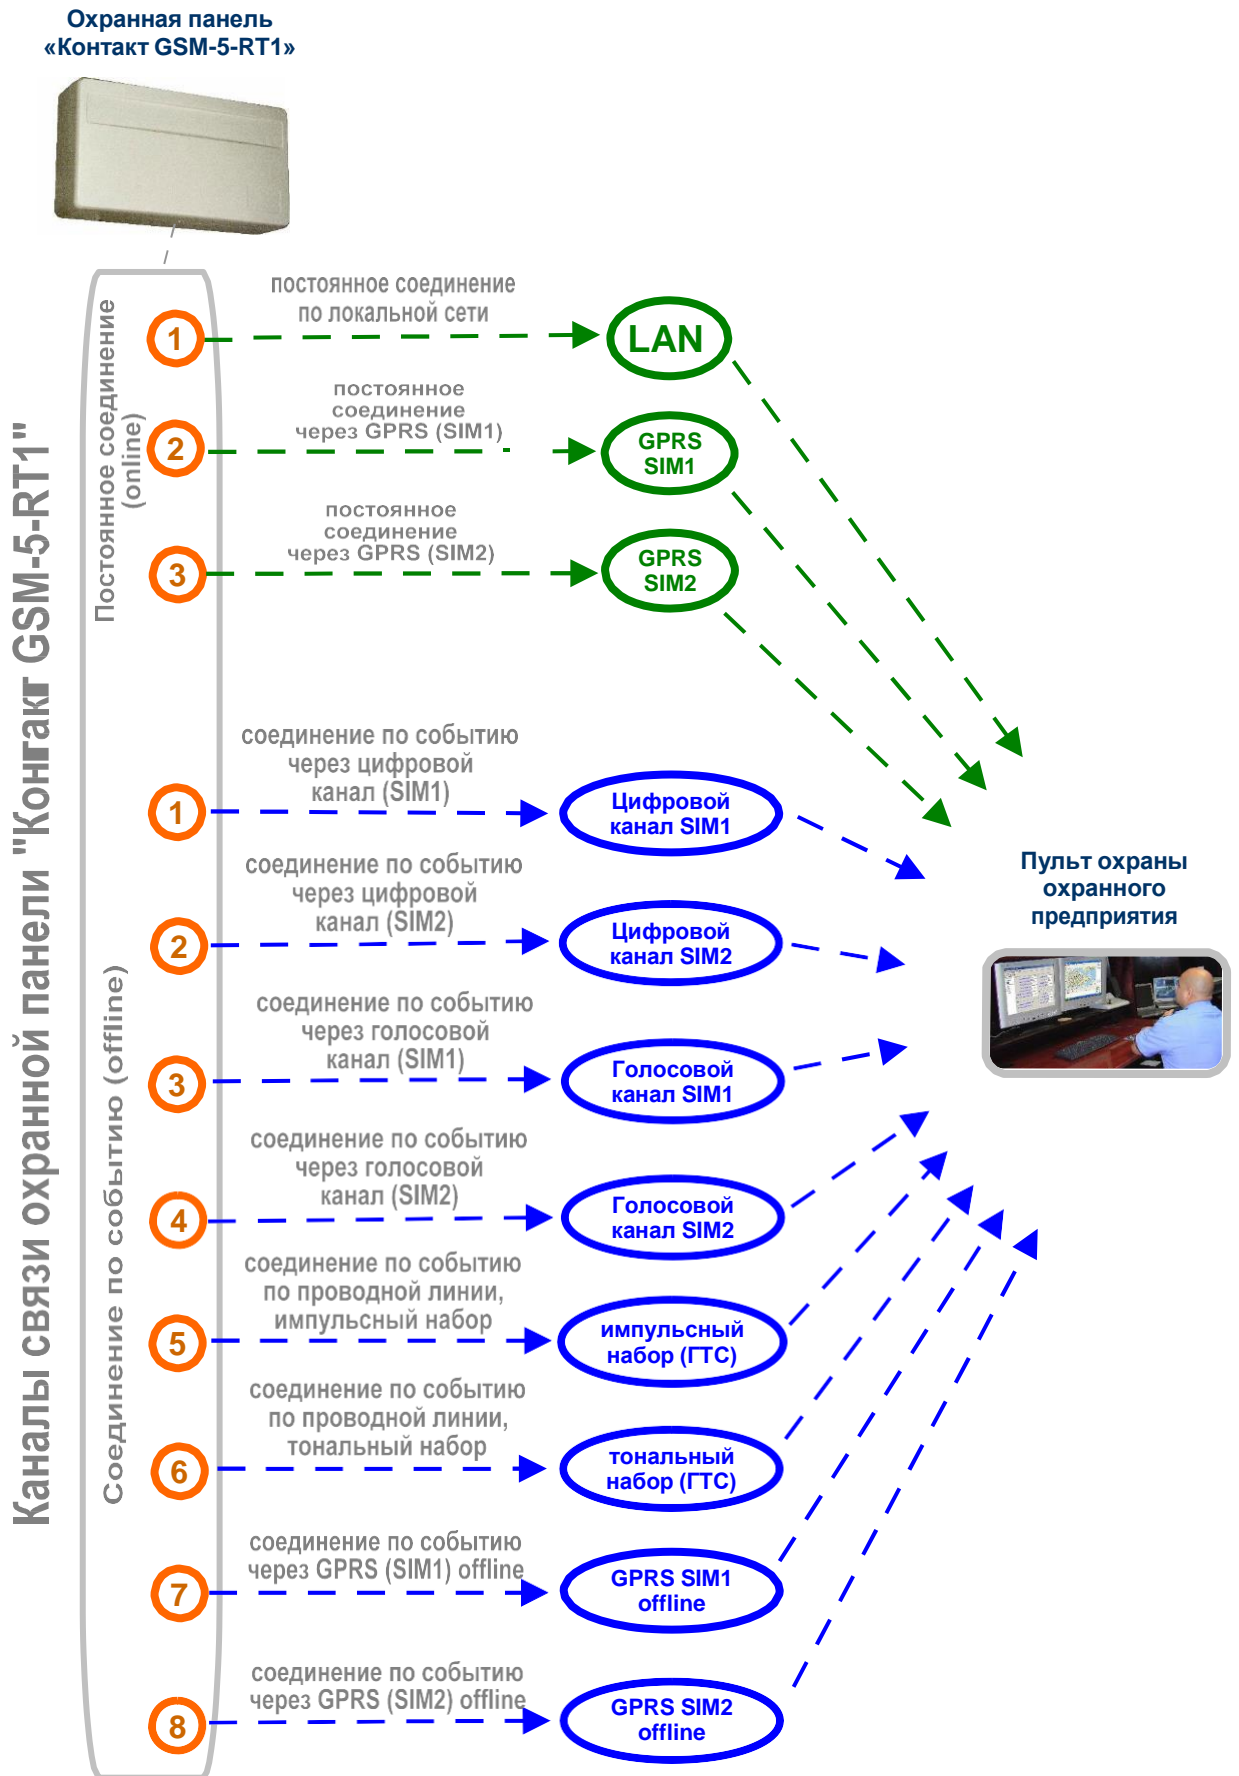 Охранная панель
«Контакт GSM-5-RT1»
Каналы связи охранной панели "Контакт GSM-5-RT1"
Постоянное соединение
(online)
1
постоянное соединение
по локальной сети
LAN
2
постоянное
соединение
через GPRS (SIM1)
GPRS
SIM1
3
постоянное
соединение
через GPRS (SIM2)
GPRS
SIM2
Соединение по событию (offline)
1
соединение по событию
через цифровой
канал (SIM1)
Цифровой
канал SIM1
2
соединение по событию
через цифровой
канал (SIM2)
Цифровой
канал SIM2
3
соединение по событию
через голосовой
канал (SIM1)
Голосовой
канал SIM1
4
соединение по событию
через голосовой
канал (SIM2)
Голосовой
канал SIM2
5
соединение по событию
по проводной линии,
импульсный набор
импульсный
набор (ГТС)
6
соединение по событию
по проводной линии,
тональный набор
тональный
набор (ГТС)
7
соединение по событию
через GPRS (SIM1) offline
GPRS SIM1
offline
8
соединение по событию
через GPRS (SIM2) offline
GPRS SIM2
offline
Пульт охраны
охранного
предприятия